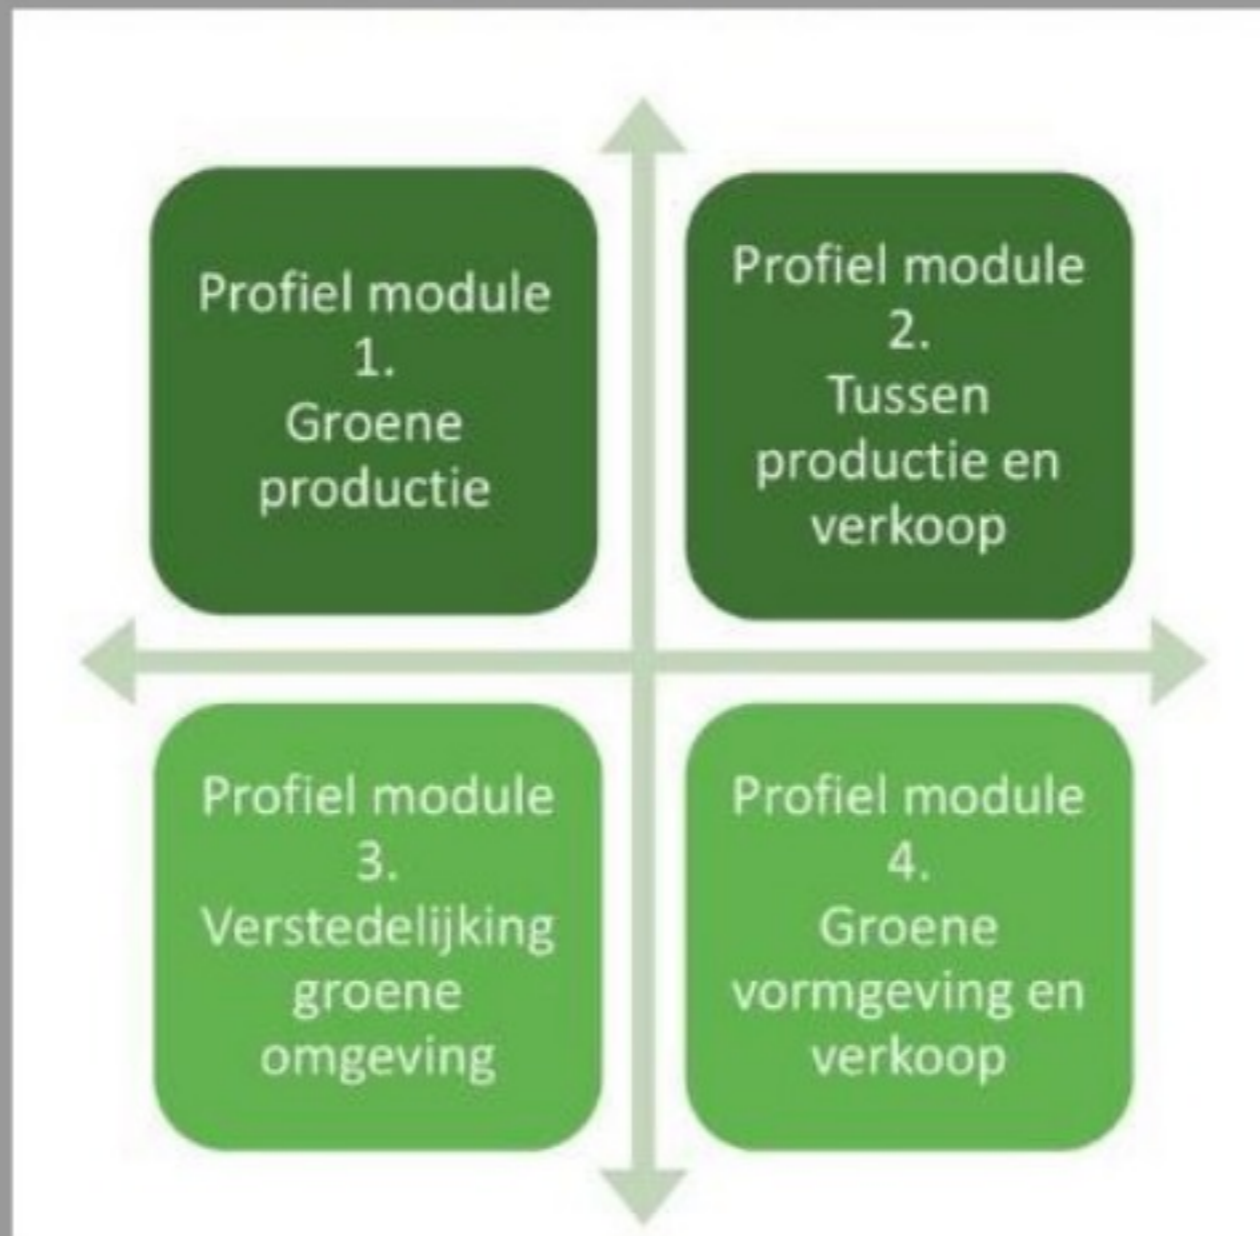 Profiel module
1.
Groene
productie
Profiel module
2.
Tussen
productie en
verkoop
Profiel module
3.
Verstedelijking
groene
omgeving
Profiel module
4.
Groene
vormgeving en
verkoop